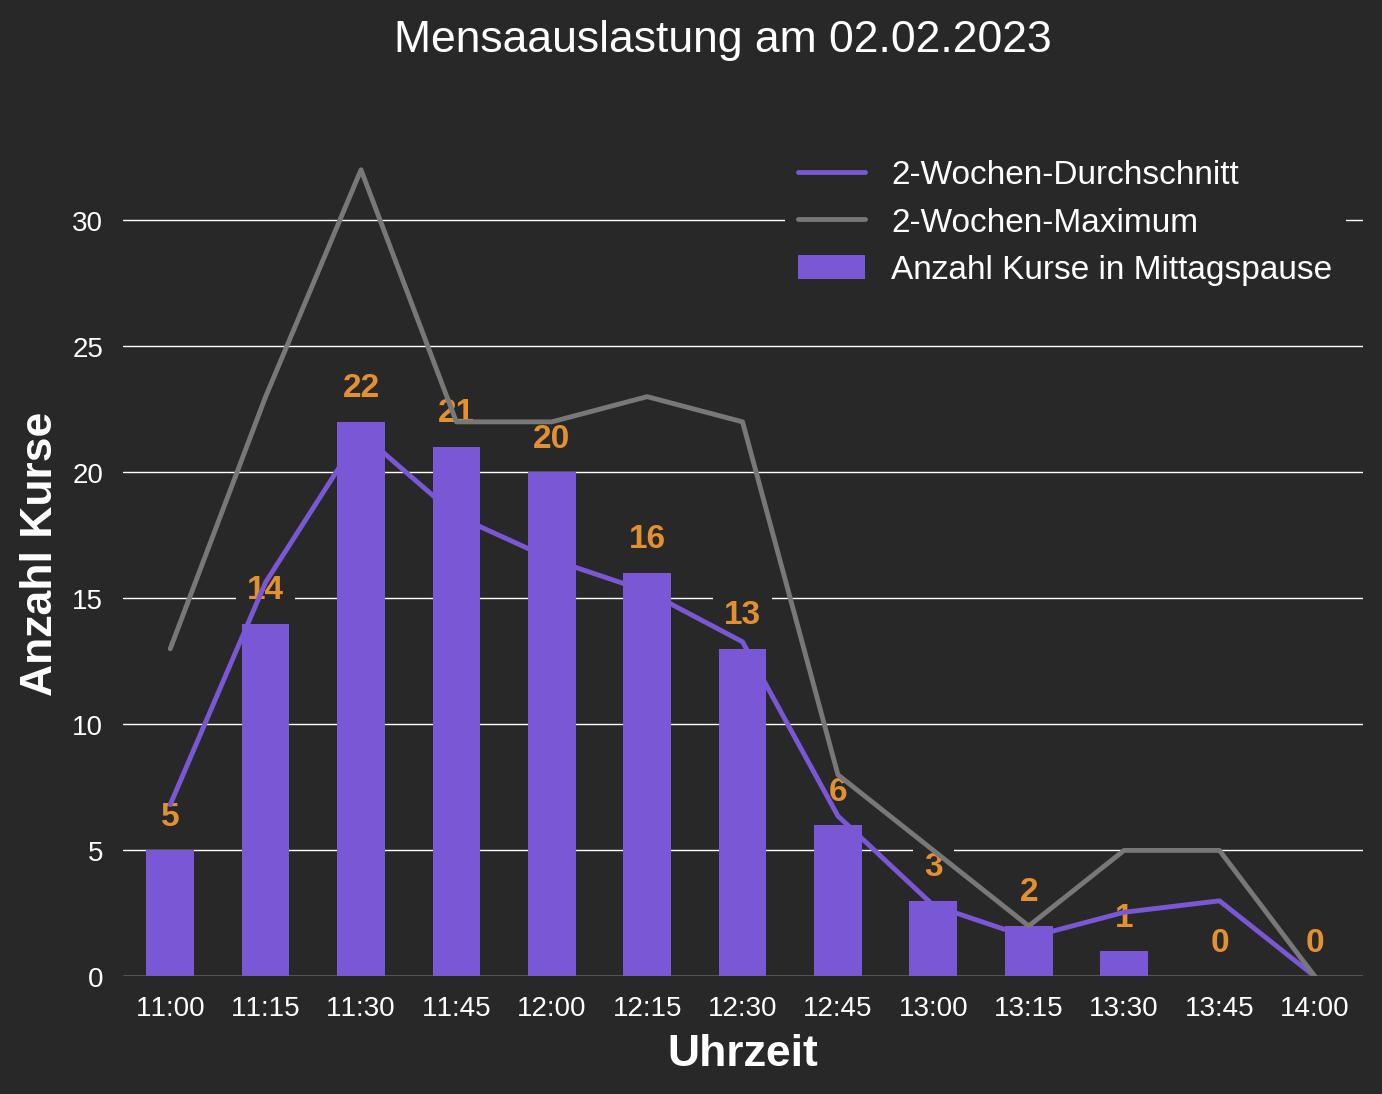 Mensaauslastung am 02.02.2023
2-Wochen-Durchschnitt
2-Wochen-Maximum
Anzahl Kurse in Mittagspause
Anzahl Kurse
30
25
20
15
10
5
0
5
14
22
21
20
16
13
6
3
2
1
0
0
11:00 11:15 11:30 11:45 12:00 12:15 12:30 12:45 13:00 13:15 13:30 13:45 14:00
Uhrzeit